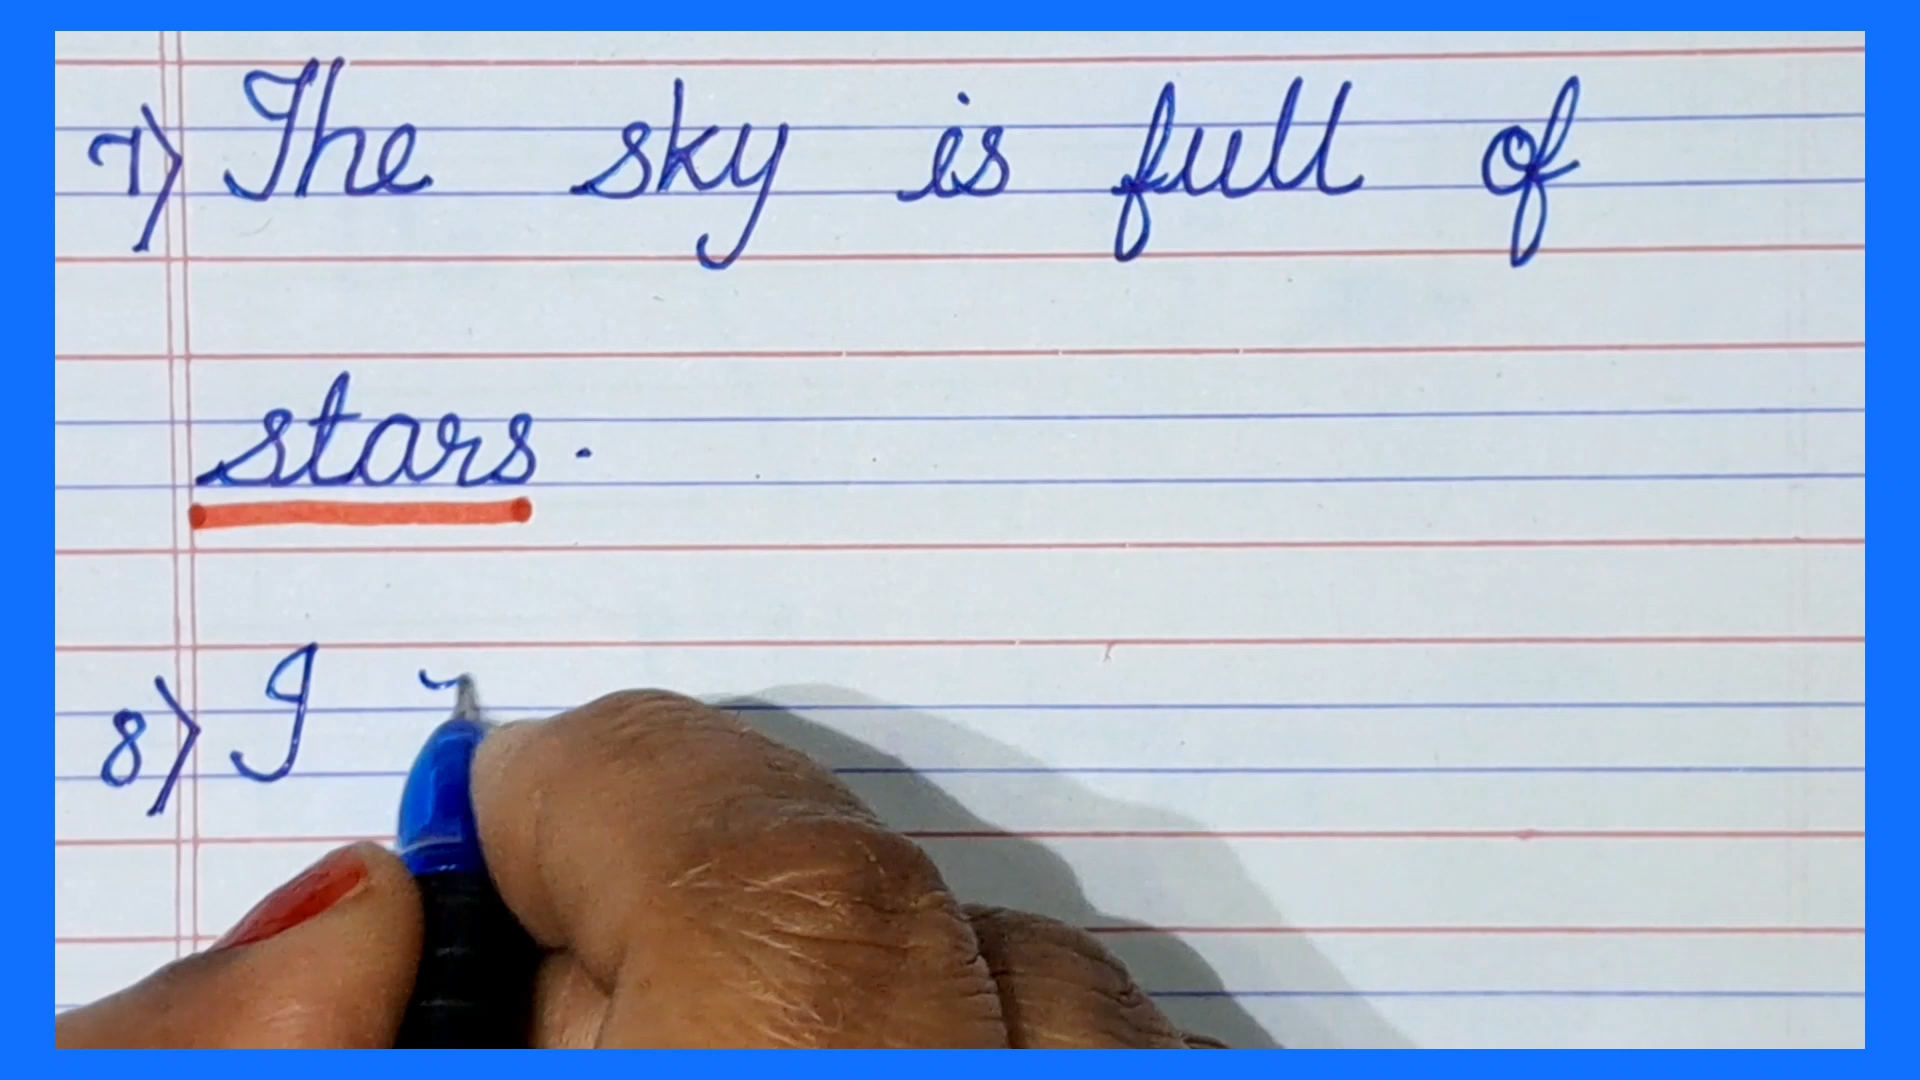 7) The sky is full of
stars.
8) I